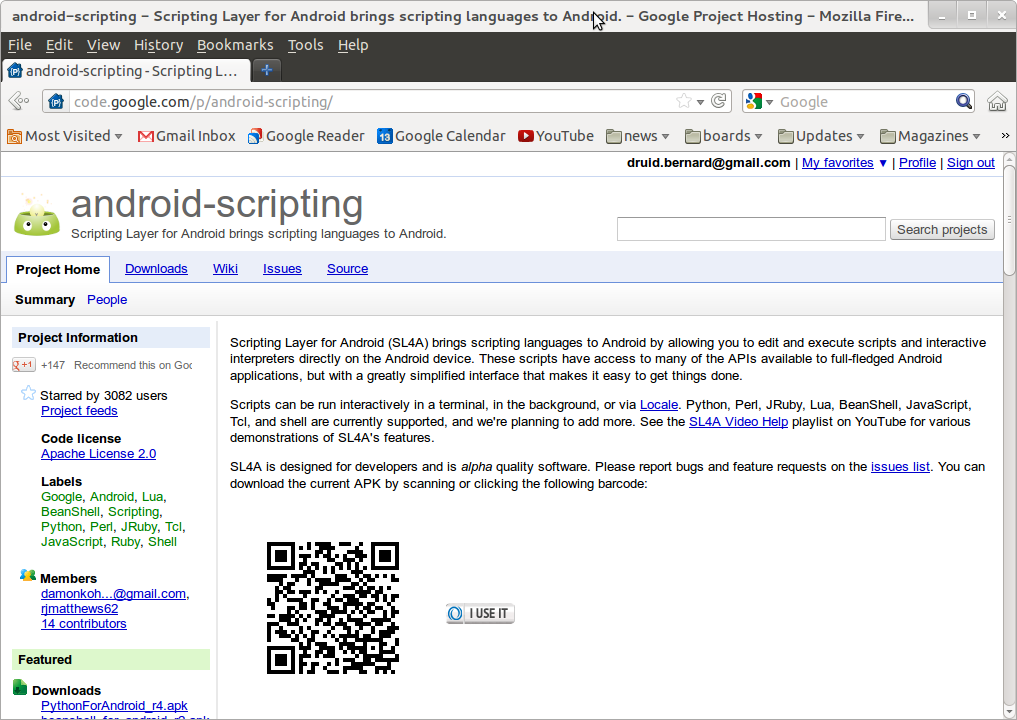 android-scripting – Scripting Layer for Android brings scripting languages to Android. – Google Project Hosting – Mozilla Fire...
File Edit View History Bookmarks Tools Help
android-scripting - Scripting L...
code.google.com/p/android-scripting/
Google
Most Visited Gmail Inbox Google Reader 13 Google Calendar YouTube news boards Updates Magazines »
druid.bernard@gmail.com | My favorites ▼ | Profile | Sign out
android-scripting
Scripting Layer for Android brings scripting languages to Android.
Search projects
Project Home Downloads Wiki Issues Source
Summary People
Project Information
+1 +147 Recommend this on Goo
Starred by 3082 users
Project feeds
Code license
Apache License 2.0
Labels
Google, Android, Lua,
BeanShell, Scripting,
Python, Perl, JRuby, Tcl,
JavaScript, Ruby, Shell
Members
damonkoh...@gmail.com,
rjmatthews62
14 contributors
Featured
Downloads
PythonForAndroid_r4.apk
beanshell_for_android_r2.apk
Scripting Layer for Android (SL4A) brings scripting languages to Android by allowing you to edit and execute scripts and interactive
interpreters directly on the Android device. These scripts have access to many of the APIs available to full-fledged Android
applications, but with a greatly simplified interface that makes it easy to get things done.
Scripts can be run interactively in a terminal, in the background, or via Locale. Python, Perl, JRuby, Lua, BeanShell, JavaScript,
Tcl, and shell are currently supported, and we're planning to add more. See the SL4A Video Help playlist on YouTube for various
demonstrations of SL4A's features.
SL4A is designed for developers and is alpha quality software. Please report bugs and feature requests on the issues list. You can
download the current APK by scanning or clicking the following barcode:
I USE IT